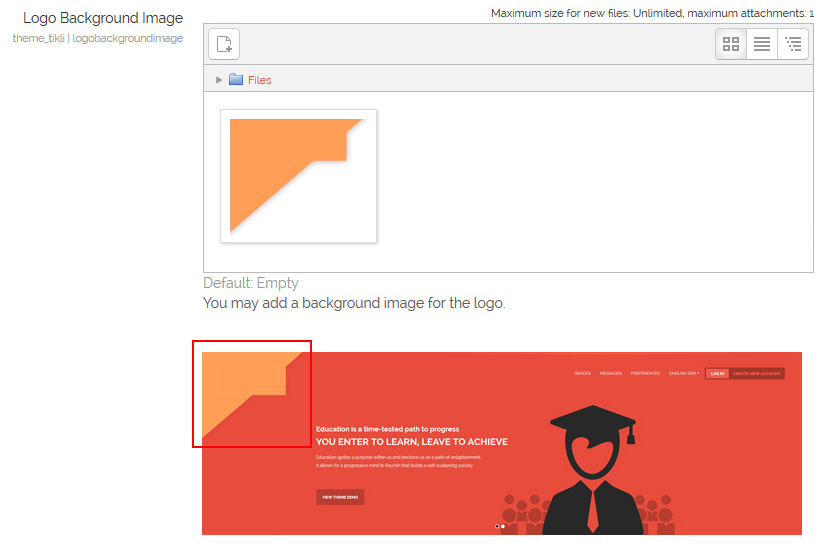 Logo Background Image
theme_tikli | logobackgroundimage
Maximum size for new files: Unlimited, maximum attachments: 1
Files
Default: Empty
You may add a background image for the logo.
GRADES MESSAGES PREFERENCES ENGLISH (EN) LOG IN CREATE NEW ACCOUNT
Education is a time-tested path to progress
YOU ENTER TO LEARN, LEAVE TO ACHIEVE
Education ignites a purpose within us and beckons us on a path of enlightenment.
It allows for a progressive mind to flourish that builds a self-sustaining society.
VIEW THEME DEMO